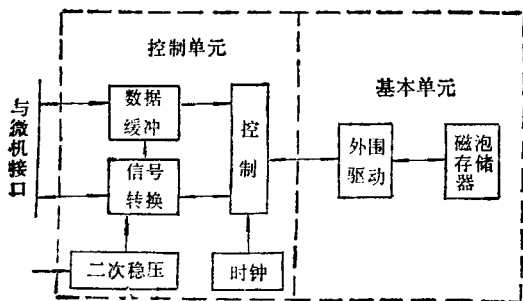 控制单元
基本单元
与微机接口
数据
缓冲
控制
信号
转换
外围
驱动
磁泡
存储
器
二次稳压
时钟